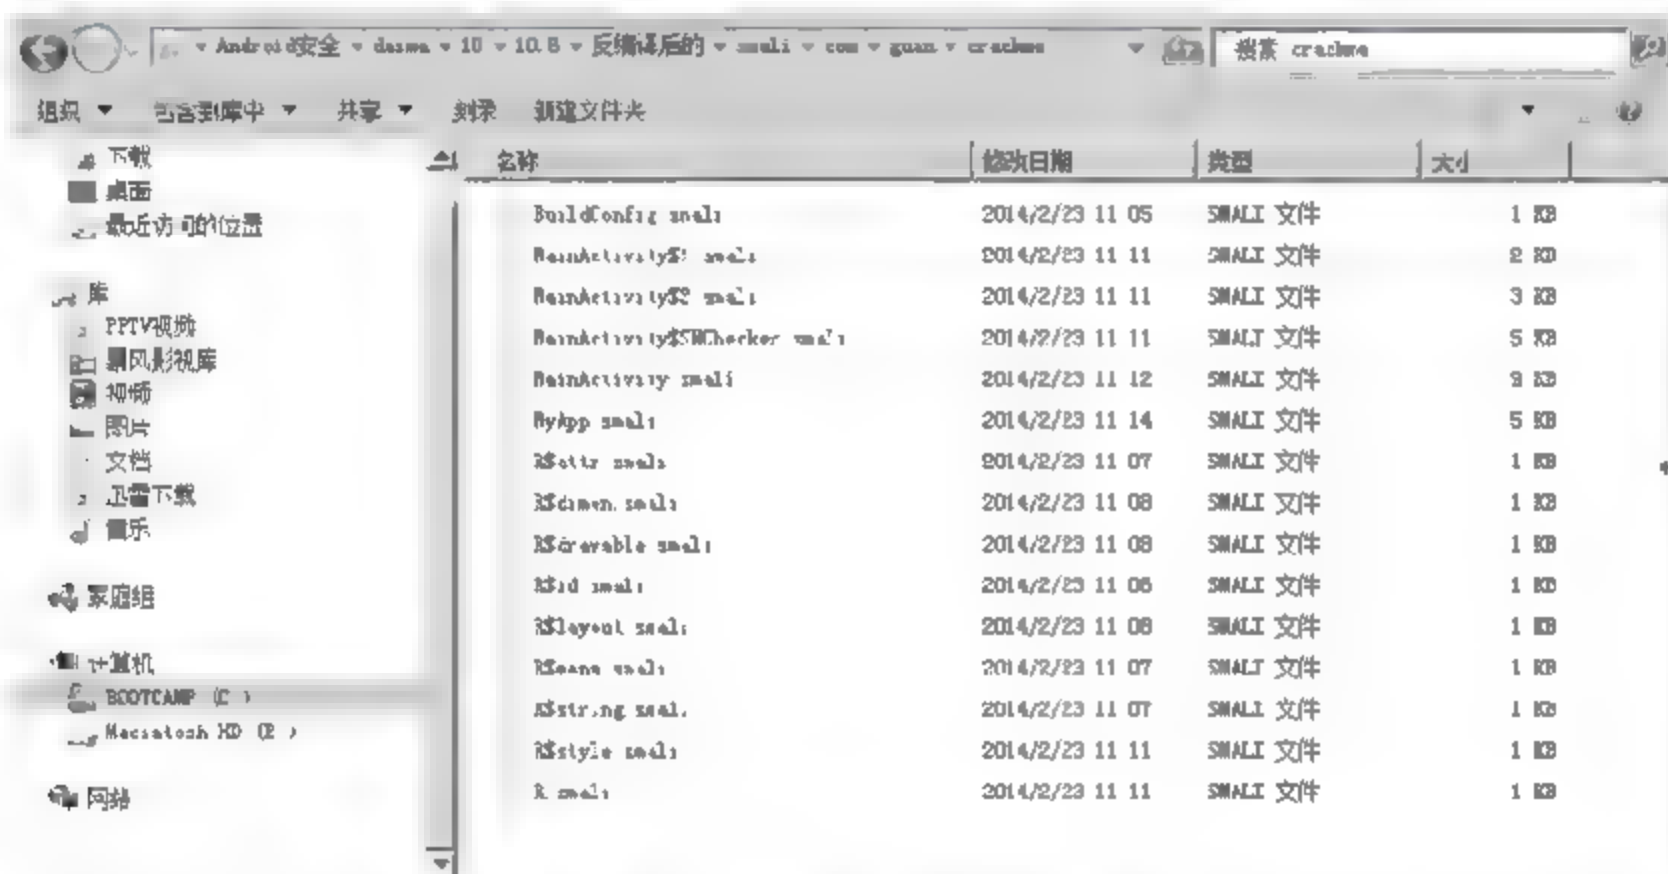 Android安全 daima 10 10.8 反编译后的 smali com guan crackme
搜索 crackme
组织 包含到库中 共享 刻录 新建文件夹
下载
桌面
最近访问的位置
库
PPTV视频
暴风影视库
视频
图片
文档
迅雷下载
音乐
家庭组
计算机
BOOTCAMP (C )
Macintosh HD (E )
网络
名称 修改日期 类型 大小
BuildConfig smali 2014/2/23 11 05 SMALI 文件 1 KB
MainActivity$1 smali 2014/2/23 11 11 SMALI 文件 2 KB
MainActivity$2 smali 2014/2/23 11 11 SMALI 文件 3 KB
MainActivity$SNChecker smali 2014/2/23 11 11 SMALI 文件 5 KB
MainActivity smali 2014/2/23 11 12 SMALI 文件 9 KB
MyApp smali 2014/2/23 11 14 SMALI 文件 5 KB
R$attr smali 2014/2/23 11 07 SMALI 文件 1 KB
R$dimen smali 2014/2/23 11 08 SMALI 文件 1 KB
R$drawable smali 2014/2/23 11 08 SMALI 文件 1 KB
R$id smali 2014/2/23 11 08 SMALI 文件 1 KB
R$layout smali 2014/2/23 11 08 SMALI 文件 1 KB
R$menu smali 2014/2/23 11 07 SMALI 文件 1 KB
R$string smali 2014/2/23 11 07 SMALI 文件 1 KB
R$style smali 2014/2/23 11 11 SMALI 文件 1 KB
R smali 2014/2/23 11 11 SMALI 文件 1 KB